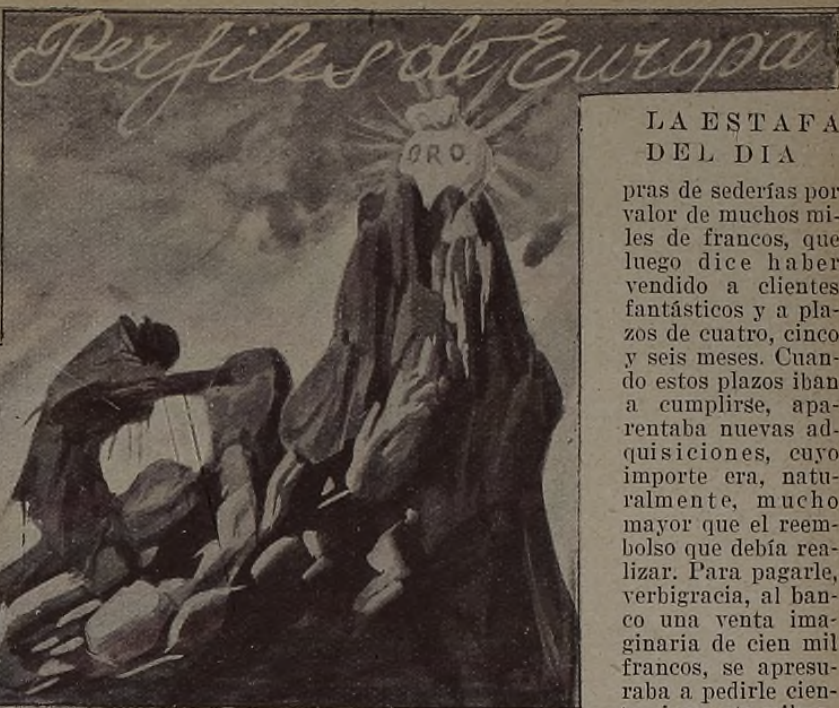 Perfiles de Europa
ORO
LA ESTAFA
DEL DIA
pras de sederías por
valor de muchos mi-
les de francos, que
luego dice haber
vendido a clientes
fantásticos y a pla-
zos de cuatro, cinco
y seis meses. Cuan-
do estos plazos iban
a cumplirse, apa-
rentaba nuevas ad-
quisiciones, cuyo
importe era, natu-
ralmente, mucho
mayor que el reem-
bolso que debía rea-
lizar. Para pagarle,
verbigracia, al ban-
co una venta ima-
ginaria de cien mil
francos, se apresu-
raba a pedirle cien-